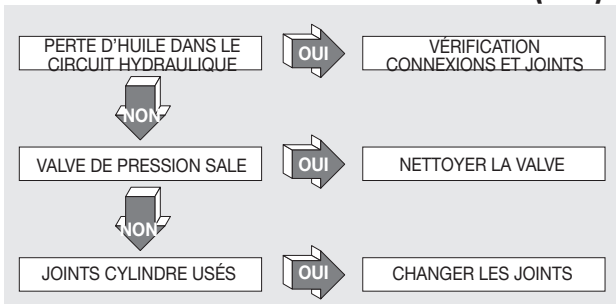 PERTE D'HUILE DANS LE
CIRCUIT HYDRAULIQUE
OUI
VÉRIFICATION
CONNEXIONS ET JOINTS
NON
VALVE DE PRESSION SALE
OUI
NETTOYER LA VALVE
NON
JOINTS CYLINDRE USÉS
OUI
CHANGER LES JOINTS